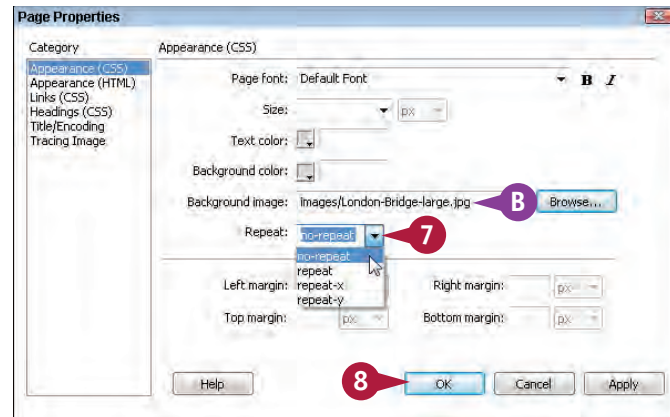 Page Properties
Category
Appearance (CSS)
Appearance (CSS)
Appearance (HTML)
Links (CSS)
Headings (CSS)
Title/Encoding
Tracing Image
Page font: Default Font B I
Size: px
Text color:
Background color:
Background image: Images/London-Bridge-large.jpg B Browse...
Repeat: no-repeat 7
no-repeat
repeat
repeat-x
repeat-y
Left margin: Right margin: px
Top margin: px Bottom margin: px
Help 8 OK Cancel Apply